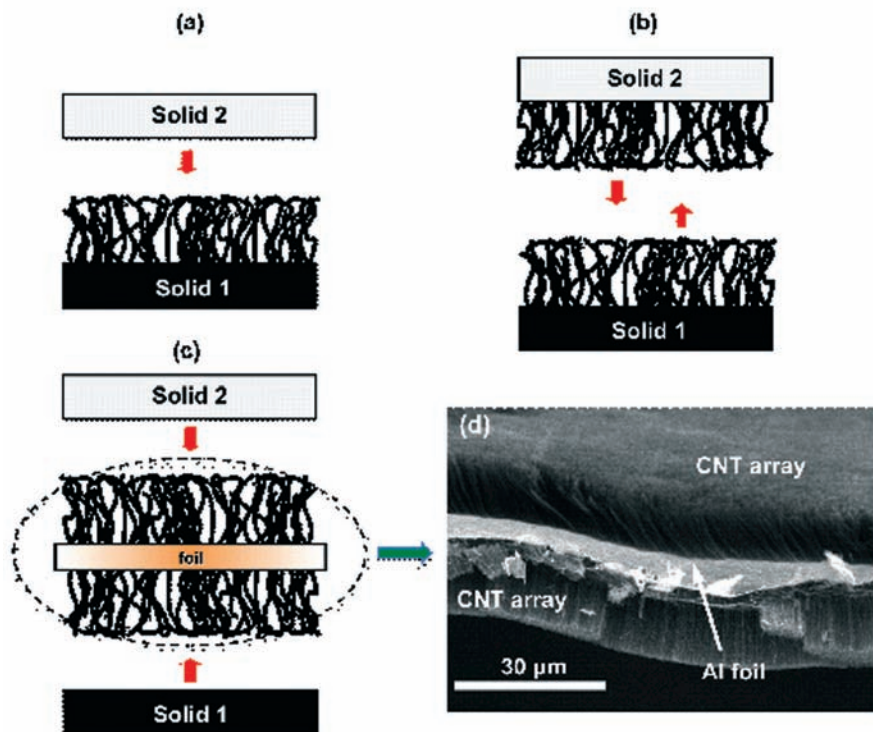 (a)
Solid 2
Solid 1
(b)
Solid 2
Solid 1
(c)
Solid 2
foil
Solid 1
(d)
CNT array
CNT array
Al foil
30 μm